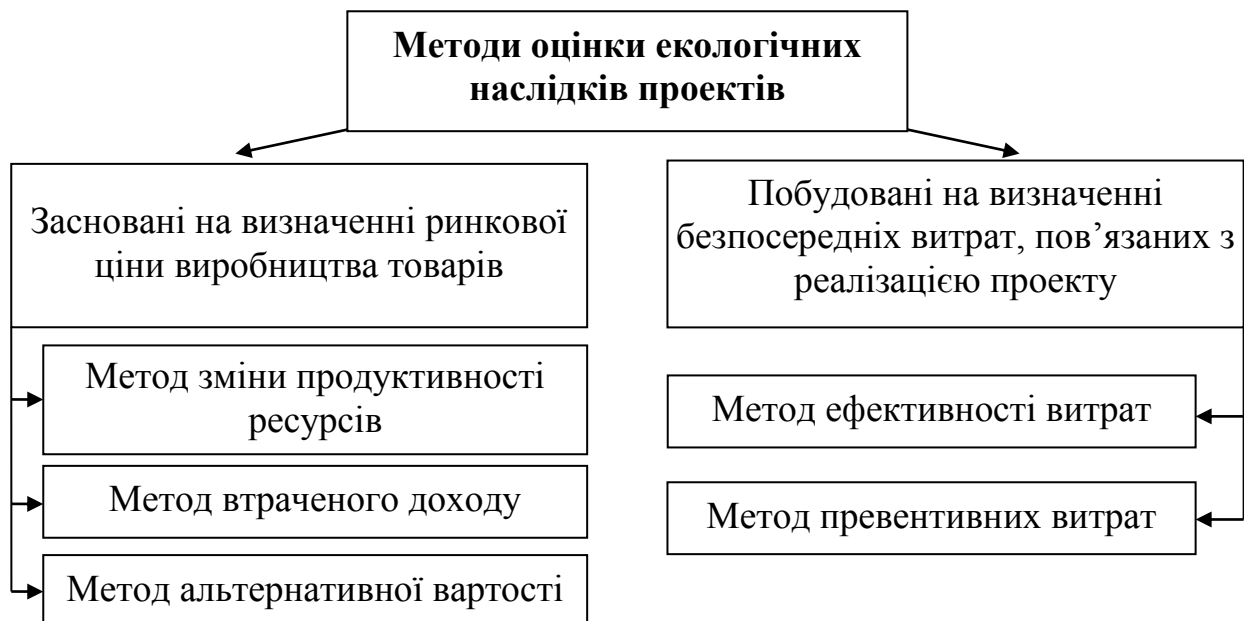 Методи оцінки екологічних
наслідків проектів
Засновані на визначенні ринкової
ціни виробництва товарів
Метод зміни продуктивності
ресурсів
Метод втраченого доходу
Метод альтернативної вартості
Побудовані на визначенні
безпосередніх витрат, пов’язаних з
реалізацією проекту
Метод ефективності витрат
Метод превентивних витрат